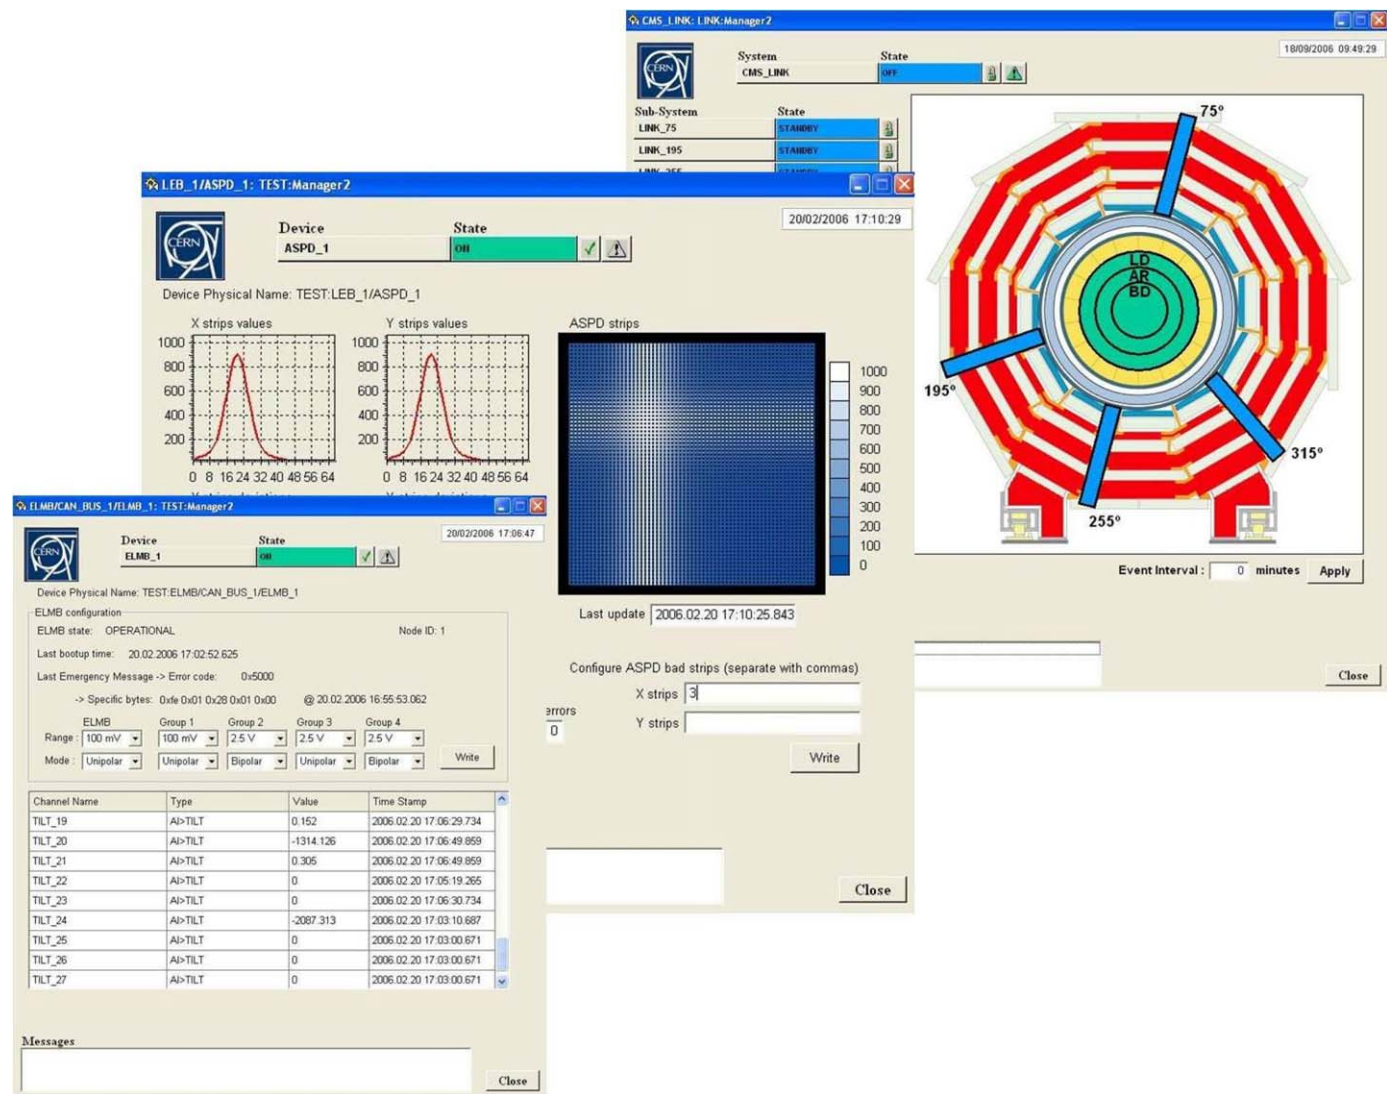 CMS_LINK: LINK:Manager2
18/09/2006 09:49:29
CERN
System State
CMS_LINK OFF
Sub-System State
LINK_75 STANDBY
LINK_195 STANDBY
75°
LD
AR
BD
195°
315°
255°
Event Interval : 0 minutes Apply
Close
LEB_1/ASPD_1: TEST:Manager2
20/02/2006 17:10:29
CERN
Device State
ASPD_1 ON
Device Physical Name: TEST:LEB_1/ASPD_1
X strips values Y strips values ASPD strips
1000 1000
800 800
600 600
400 400
200 200
0 8 16 24 32 40 48 56 64 0 8 16 24 32 40 48 56 64
1000
900
800
700
600
500
400
300
200
100
0
Last update 2006.02.20 17:10:25.843
Configure ASPD bad strips (separate with commas)
X strips 3
Y strips
errors
0
Write
Close
ELMB/CAN_BUS_1/ELMB_1: TEST:Manager2
20/02/2006 17:06:47
CERN
Device State
ELMB_1 ON
Device Physical Name: TEST:ELMB/CAN_BUS_1/ELMB_1
ELMB configuration
ELMB state: OPERATIONAL Node ID: 1
Last bootup time: 20.02.2006 17:02:52.625
Last Emergency Message -> Error code: 0x5000
-> Specific bytes: 0xfe 0x01 0x28 0x01 0x00 @ 20.02.2006 16:55:53.062
ELMB Group 1 Group 2 Group 3 Group 4
Range : 100 mV 100 mV 2.5 V 2.5 V 2.5 V
Mode : Unipolar Unipolar Bipolar Unipolar Bipolar Write
Channel Name Type Value Time Stamp
TILT_19 AI>TILT 0.152 2006.02.20 17:06:29.734
TILT_20 AI>TILT -1314.126 2006.02.20 17:06:49.859
TILT_21 AI>TILT 0.305 2006.02.20 17:06:49.859
TILT_22 AI>TILT 0 2006.02.20 17:05:19.265
TILT_23 AI>TILT 0 2006.02.20 17:06:30.734
TILT_24 AI>TILT -2087.313 2006.02.20 17:03:10.687
TILT_25 AI>TILT 0 2006.02.20 17:03:00.671
TILT_26 AI>TILT 0 2006.02.20 17:03:00.671
TILT_27 AI>TILT 0 2006.02.20 17:03:00.671
Messages
Close